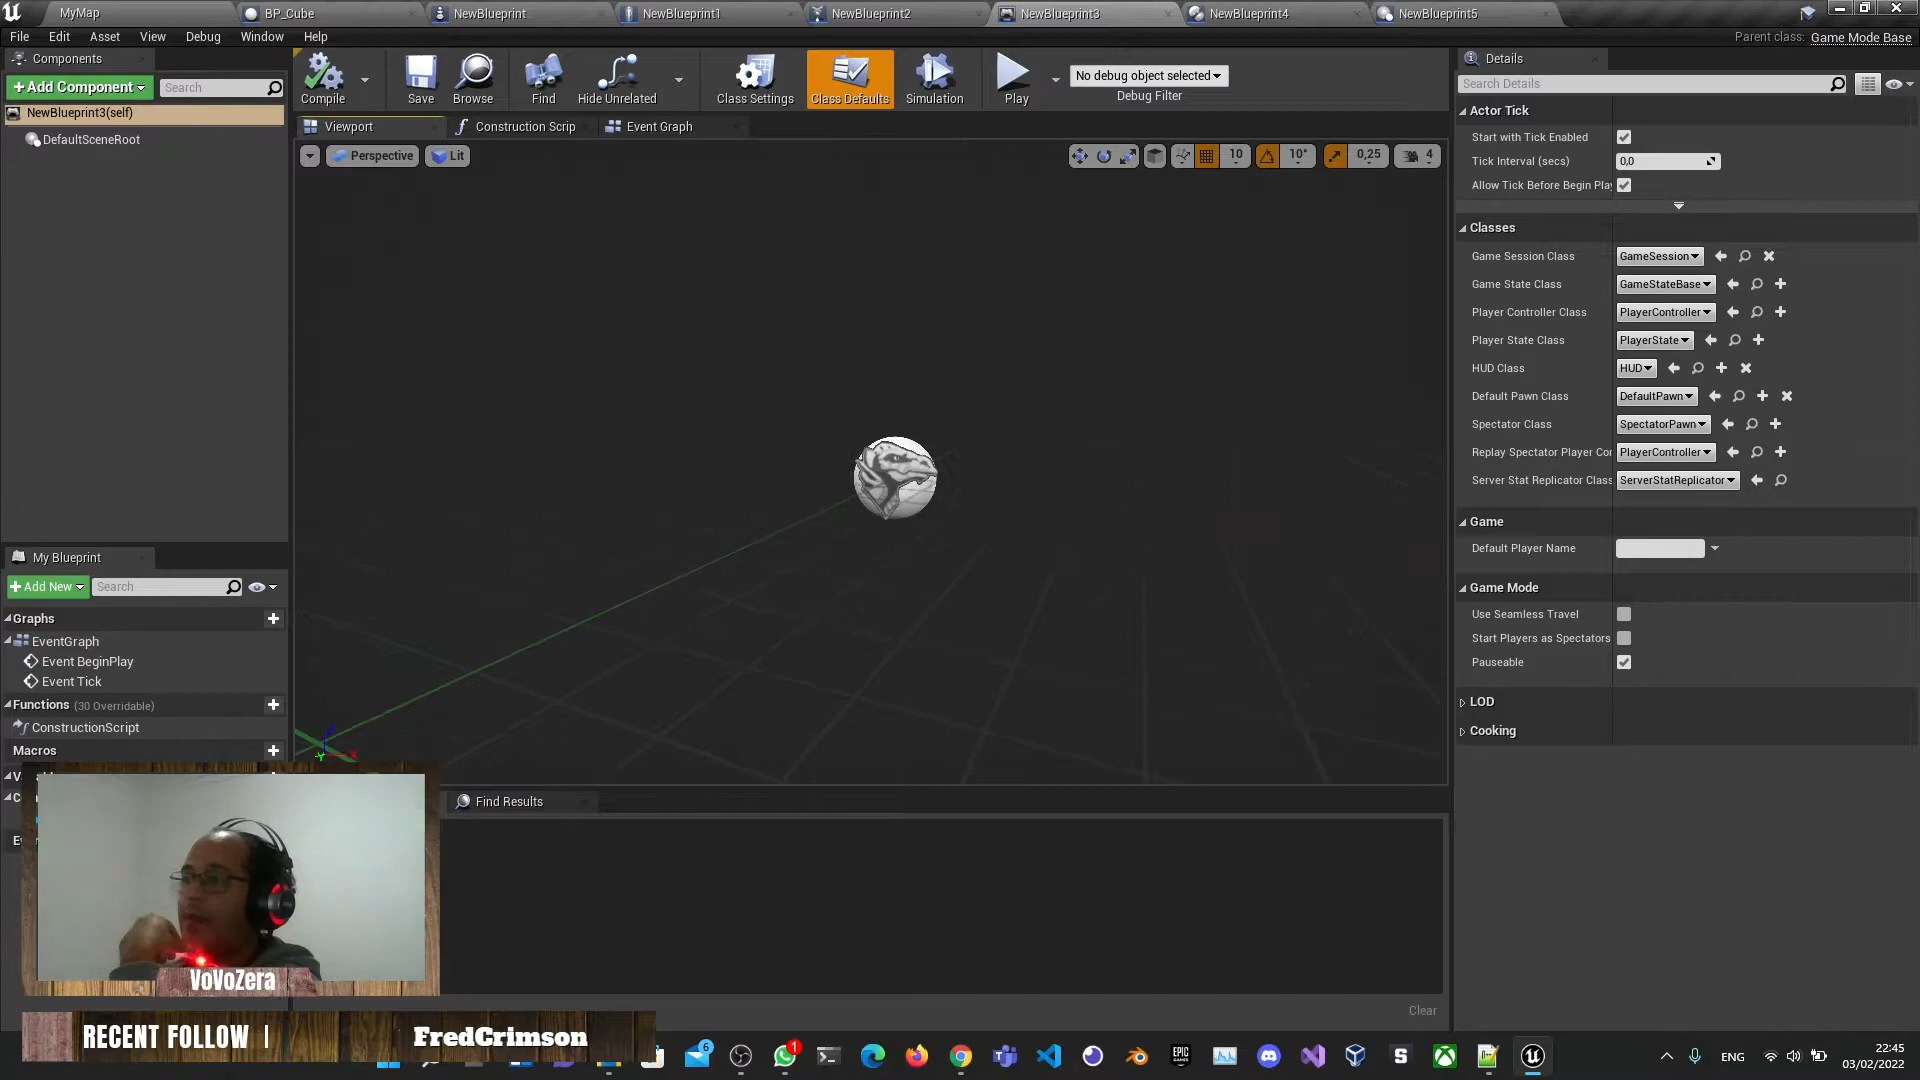 MyMap
BP_Cube
NewBlueprint
NewBlueprint1
NewBlueprint2
NewBlueprint3
NewBlueprint4
NewBlueprint5
File Edit Asset View Debug Window Help
Parent class: Game Mode Base
Components
+Add Component
Search
NewBlueprint3(self)
DefaultSceneRoot
Compile
Save
Browse
Find
Hide Unrelated
Class Settings
Class Defaults
Simulation
Play
No debug object selected
Debug Filter
Viewport
Construction Scrip
Event Graph
Perspective
Lit
10
10°
0,25
4
Details
Search Details
Actor Tick
Start with Tick Enabled
Tick Interval (secs) 0,0
Allow Tick Before Begin Play
Classes
Game Session Class GameSession
Game State Class GameStateBase
Player Controller Class PlayerController
Player State Class PlayerState
HUD Class HUD
Default Pawn Class DefaultPawn
Spectator Class SpectatorPawn
Replay Spectator Player Con PlayerController
Server Stat Replicator Class ServerStatReplicator
Game
Default Player Name
Game Mode
Use Seamless Travel
Start Players as Spectators
Pauseable
LOD
Cooking
My Blueprint
+Add New
Search
Graphs
EventGraph
Event BeginPlay
Event Tick
Functions (30 Overridable)
ConstructionScript
Macros
Find Results
Clear
VoVoZera
RECENT FOLLOW |
FredCrimson
6
1
ENG
22:45
03/02/2022